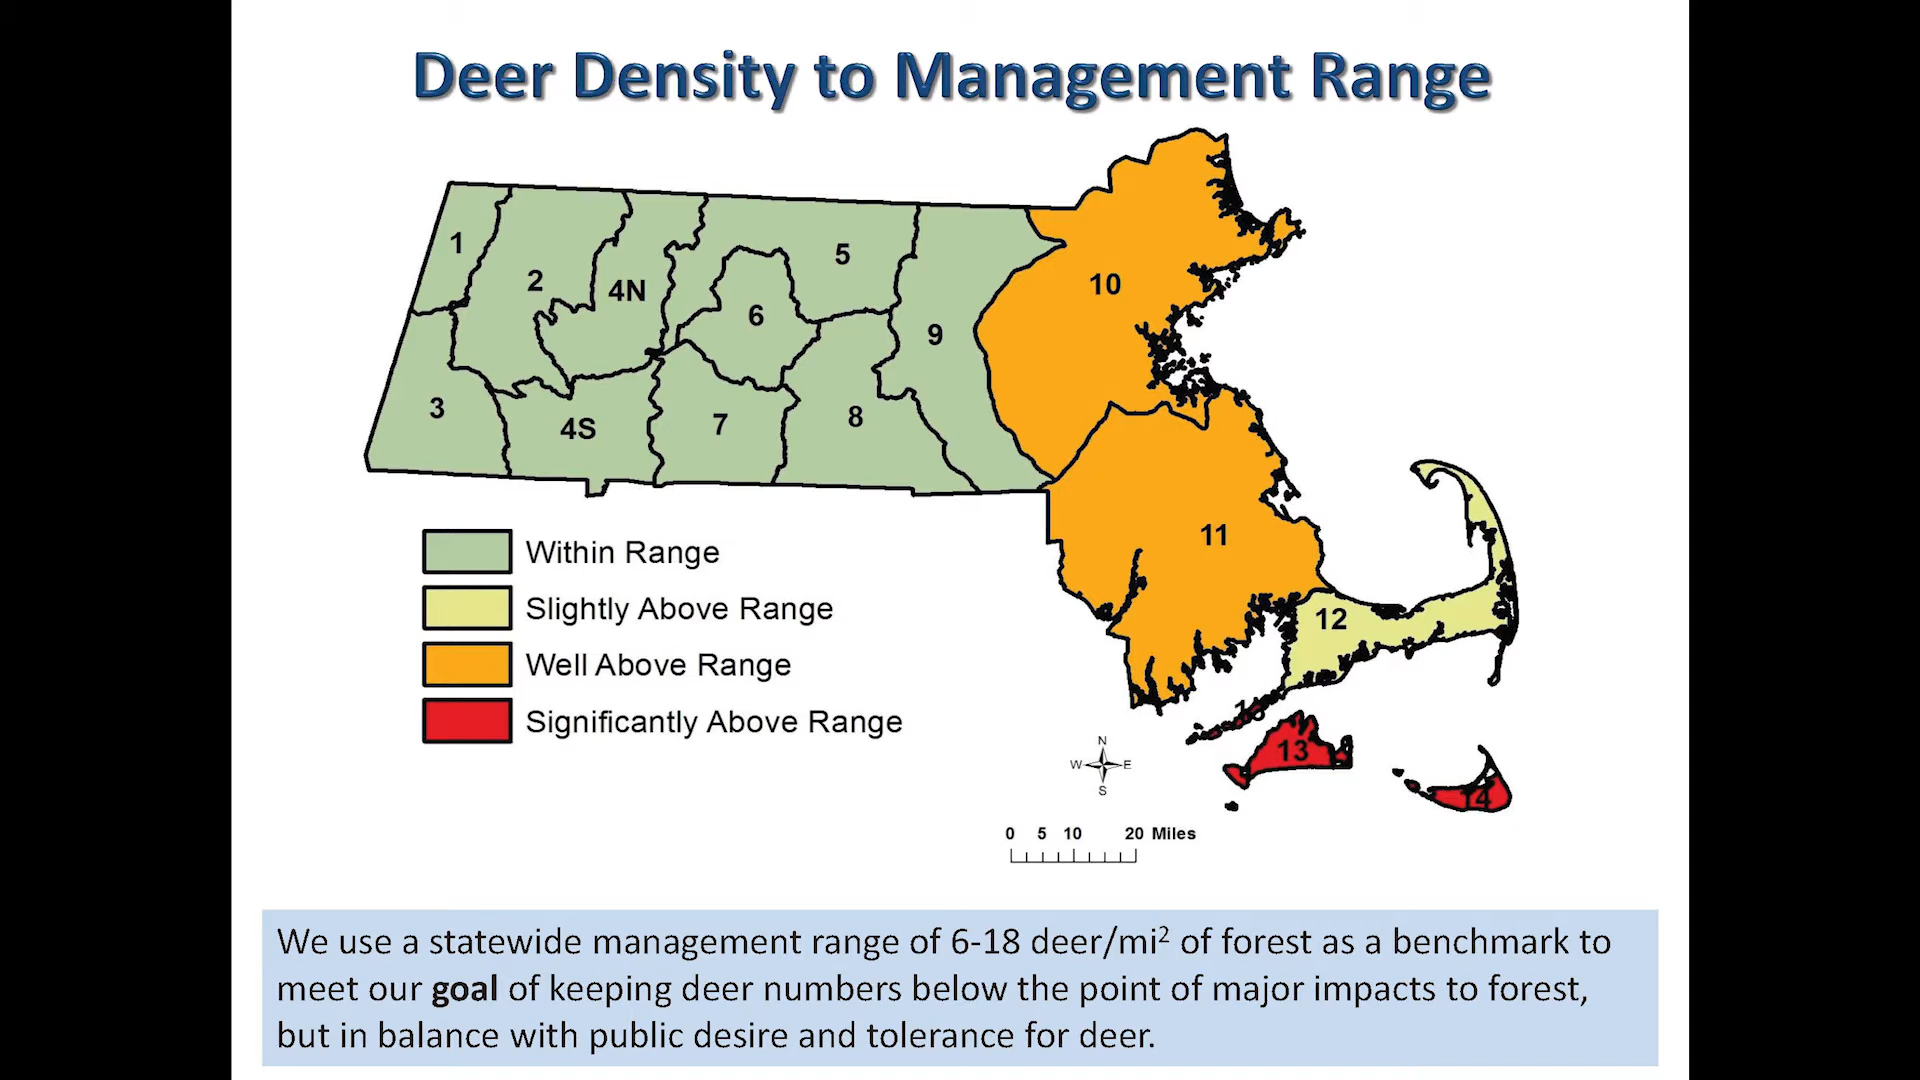 Deer Density to Management Range
1
2
4N
5
6
9
10
3
4S
7
8
11
12
13
13
14
Within Range
Slightly Above Range
Well Above Range
Significantly Above Range
N
W E
S
0 5 10 20 Miles
We use a statewide management range of 6-18 deer/mi² of forest as a benchmark to
meet our goal of keeping deer numbers below the point of major impacts to forest,
but in balance with public desire and tolerance for deer.